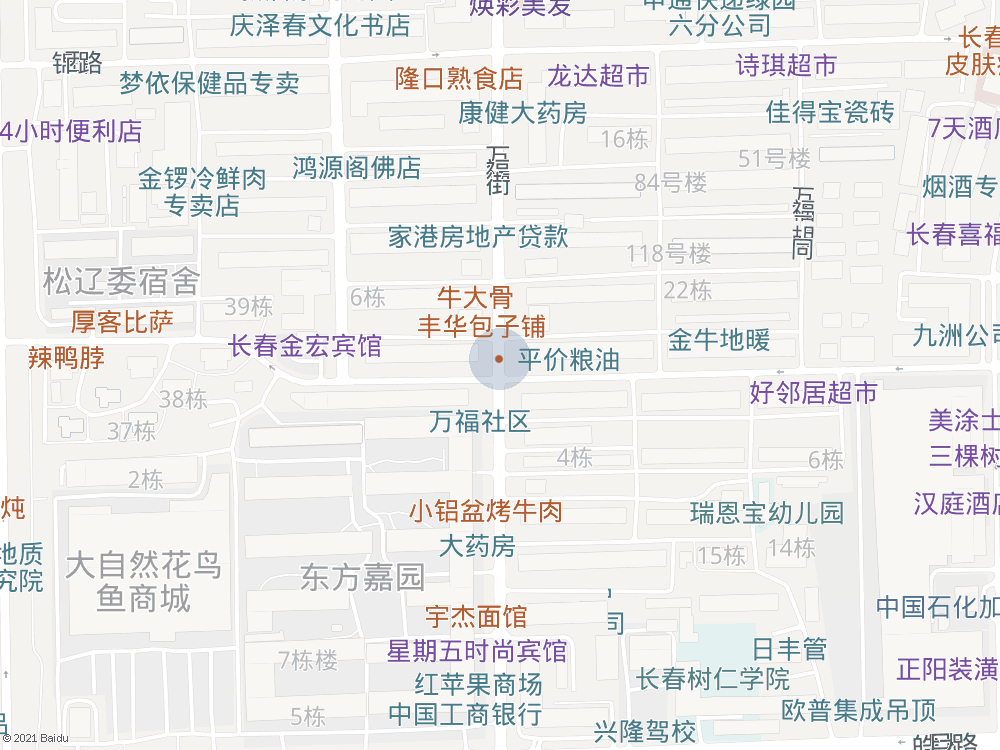 焕彩美发
庆泽春文化书店
六分公司
长春
皮肤
隆口熟食店
龙达超市
诗琪超市
梦依保健品专卖
康健大药房
佳得宝瓷砖
4小时便利店
16栋
7天酒店
万福街
51号楼
鸿源阁佛店
金锣冷鲜肉
专卖店
84号楼
烟酒专
万福胡同
家港房地产贷款
长春喜福
118号楼
松辽委宿舍
22栋
6栋
39栋
牛大骨
厚客比萨
丰华包子铺
金牛地暖
九洲公司
长春金宏宾馆
辣鸭脖
平价粮油
好邻居超市
38栋
37栋
万福社区
美涂士
三棵树
4栋
6栋
2栋
汉庭酒店
炖
小铝盆烤牛肉
瑞恩宝幼儿园
大药房
14栋
15栋
地质
究院
大自然花鸟
鱼商城
东方嘉园
中国石化加
宇杰面馆
司
日丰管
星期五时尚宾馆
7栋楼
正阳装潢
长春树仁学院
红苹果商场
5栋
中国工商银行
欧普集成吊顶
兴隆驾校
© 2021 Baidu